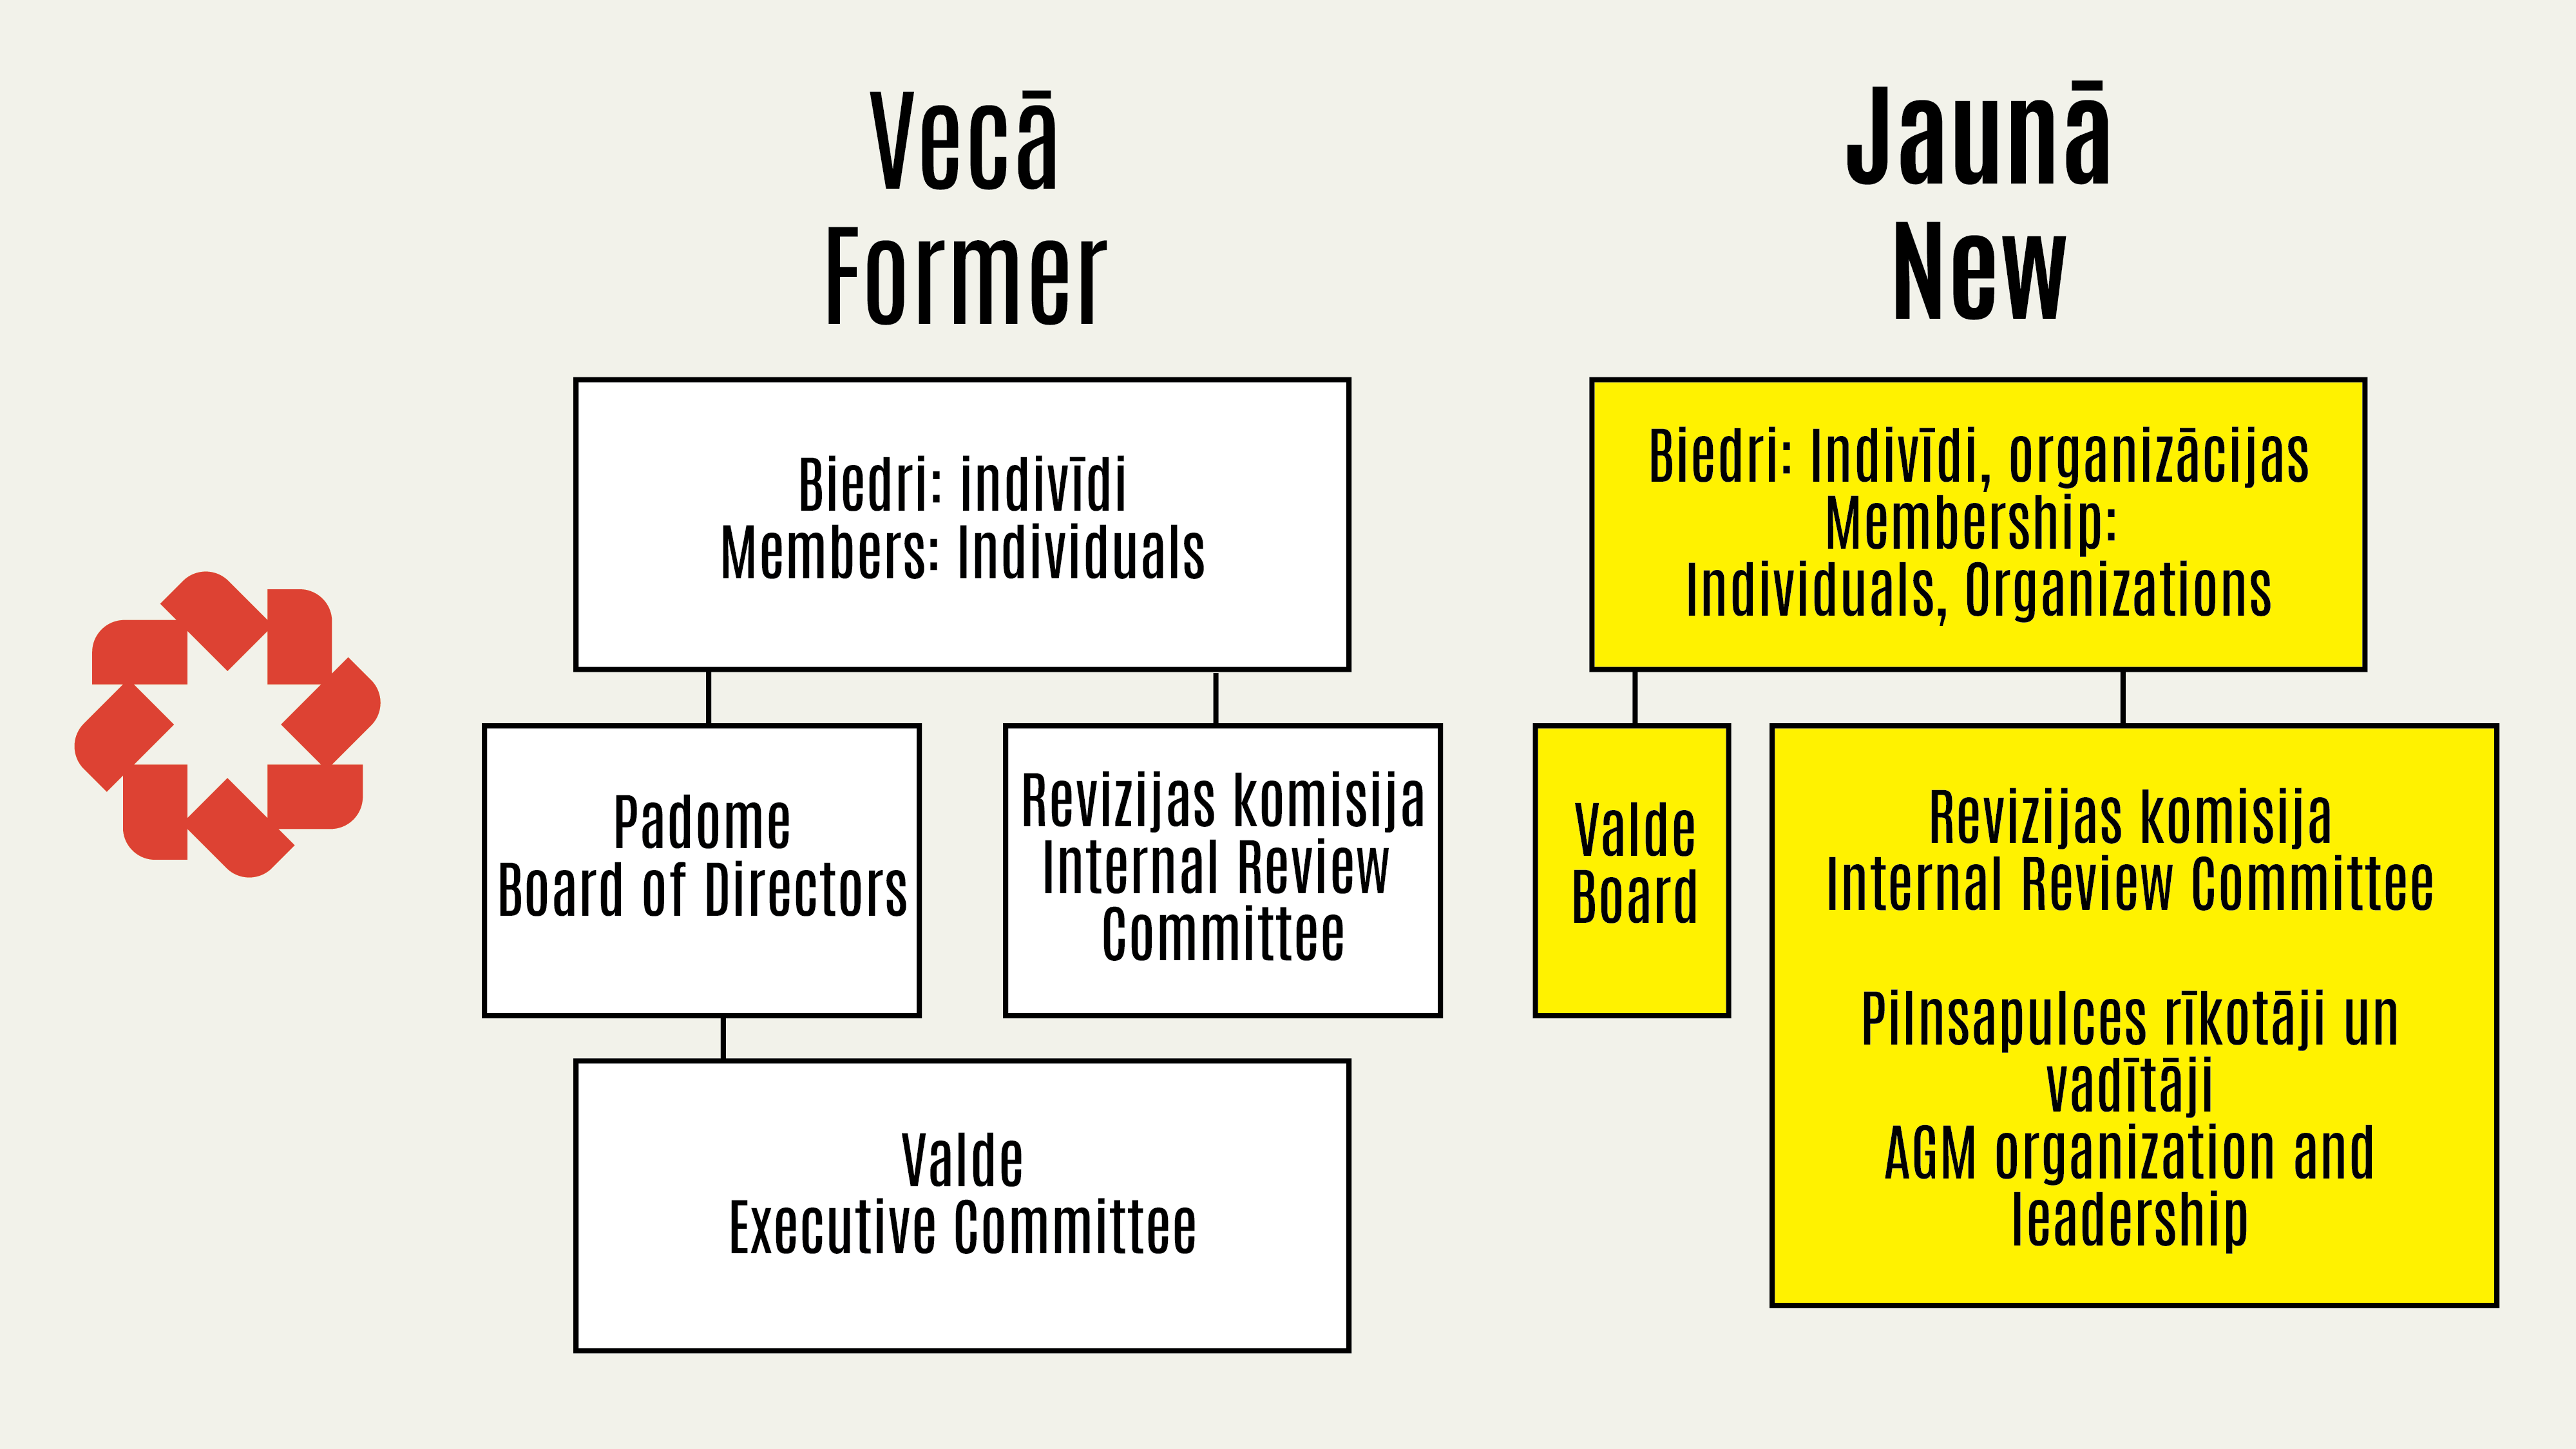 Vecā
Former
Biedri: indivīdi
Members: Individuals
Padome
Board of Directors
Revizijas komisija
Internal Review
Committee
Valde
Executive Committee
Jaunā
New
Biedri: Indivīdi, organizācijas
Membership:
Individuals, Organizations
Valde
Board
Revizijas komisija
Internal Review Committee
Pilnsapulces rīkotāji un
vadītāji
AGM organization and
leadership